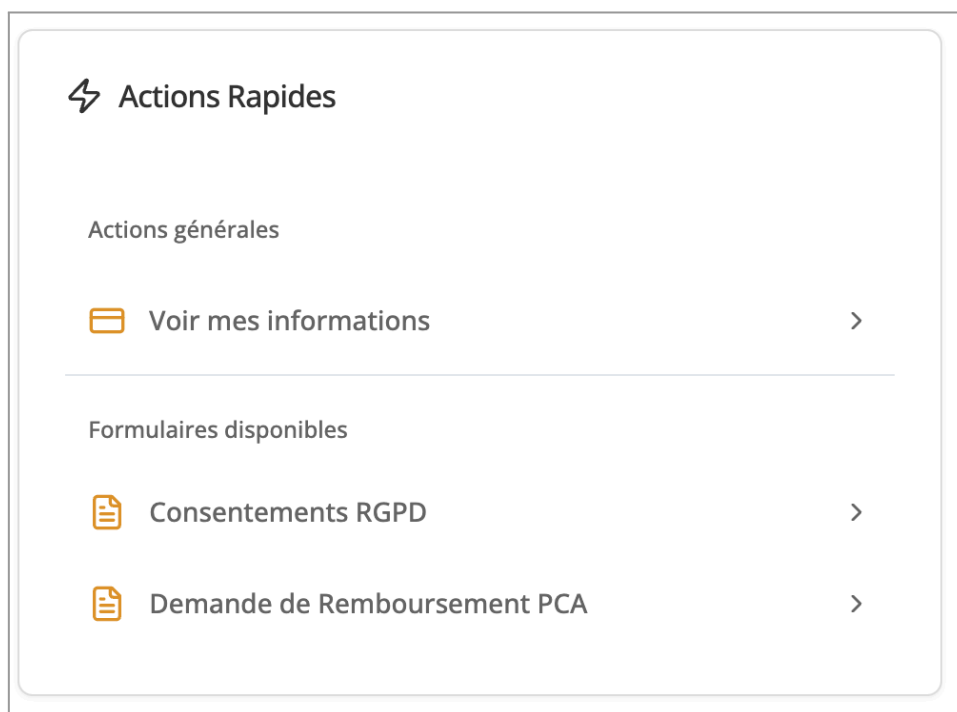 Actions Rapides
Actions générales
Voir mes informations
Formulaires disponibles
Consentements RGPD
Demande de Remboursement PCA